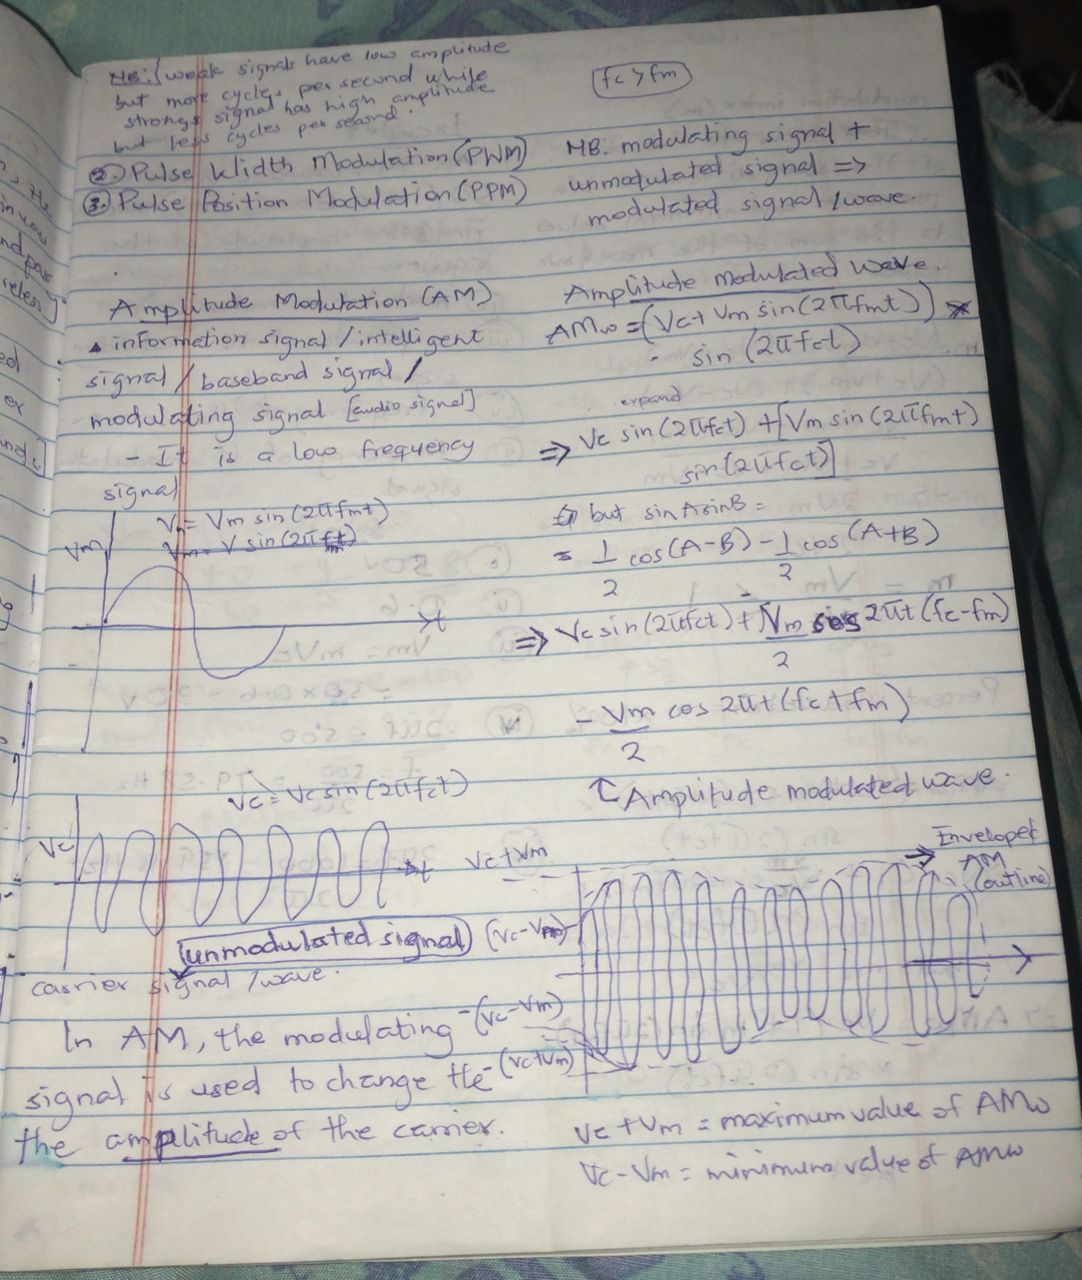 NB: weak signals have low amplitude
but more cycles per second while
strong signal has high amplitude
but less cycles per second.
② Pulse Width Modulation (PWM)
③. Pulse Position Modulation (PPM)
Amplitude Modulation (AM)
information signal / intelligent
signal / baseband signal /
modulating signal [audio signal]
- It is a low frequency
signal
Vm = Vm sin (2πfmt)
Vm
t
Vc = Vc sin (2πfct)
Vc
t
unmodulated signal
carrier signal / wave.
In AM, the modulating
signal is used to change the
the amplitude of the carrier.
fc > fm
NB. modulating signal +
unmodulated signal =>
modulated signal / wave.
Amplitude modulated wave.
AMw = (Vc + Vm sin (2πfmt)) *
sin (2πfct)
expand
=> Vc sin (2πfct) + [Vm sin (2πfmt)
sin (2πfct)]
but sinAsinB =
= 1/2 cos (A-B) - 1/2 cos (A+B)
=> Vc sin (2πfct) + Vm/2 cos 2πt (fc-fm)
- Vm/2 cos 2πt (fc+fm)
↑ Amplitude modulated wave.
=> Enveloped
AM
(outline)
Vc+Vm
(Vc-Vm)
-(Vc-Vm)
-(Vc+Vm)
Vc + Vm = maximum value of AMw
Vc - Vm = minimum value of AMw